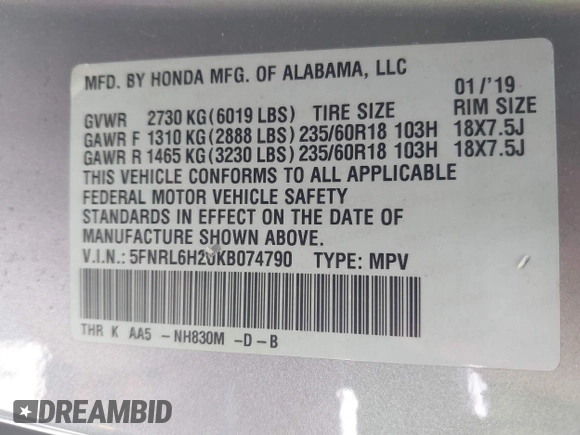 MFD. BY HONDA MFG. OF ALABAMA, LLC
01/'19
GVWR 2730 KG(6019 LBS) TIRE SIZE RIM SIZE
GAWR F 1310 KG(2888 LBS) 235/60R18 103H 18X7.5J
GAWR R 1465 KG(3230 LBS) 235/60R18 103H 18X7.5J
THIS VEHICLE CONFORMS TO ALL APPLICABLE
FEDERAL MOTOR VEHICLE SAFETY
STANDARDS IN EFFECT ON THE DATE OF
MANUFACTURE SHOWN ABOVE.
V.I.N.: TYPE: MPV
THR K AA5 -NH830M -D-B
DREAMBID